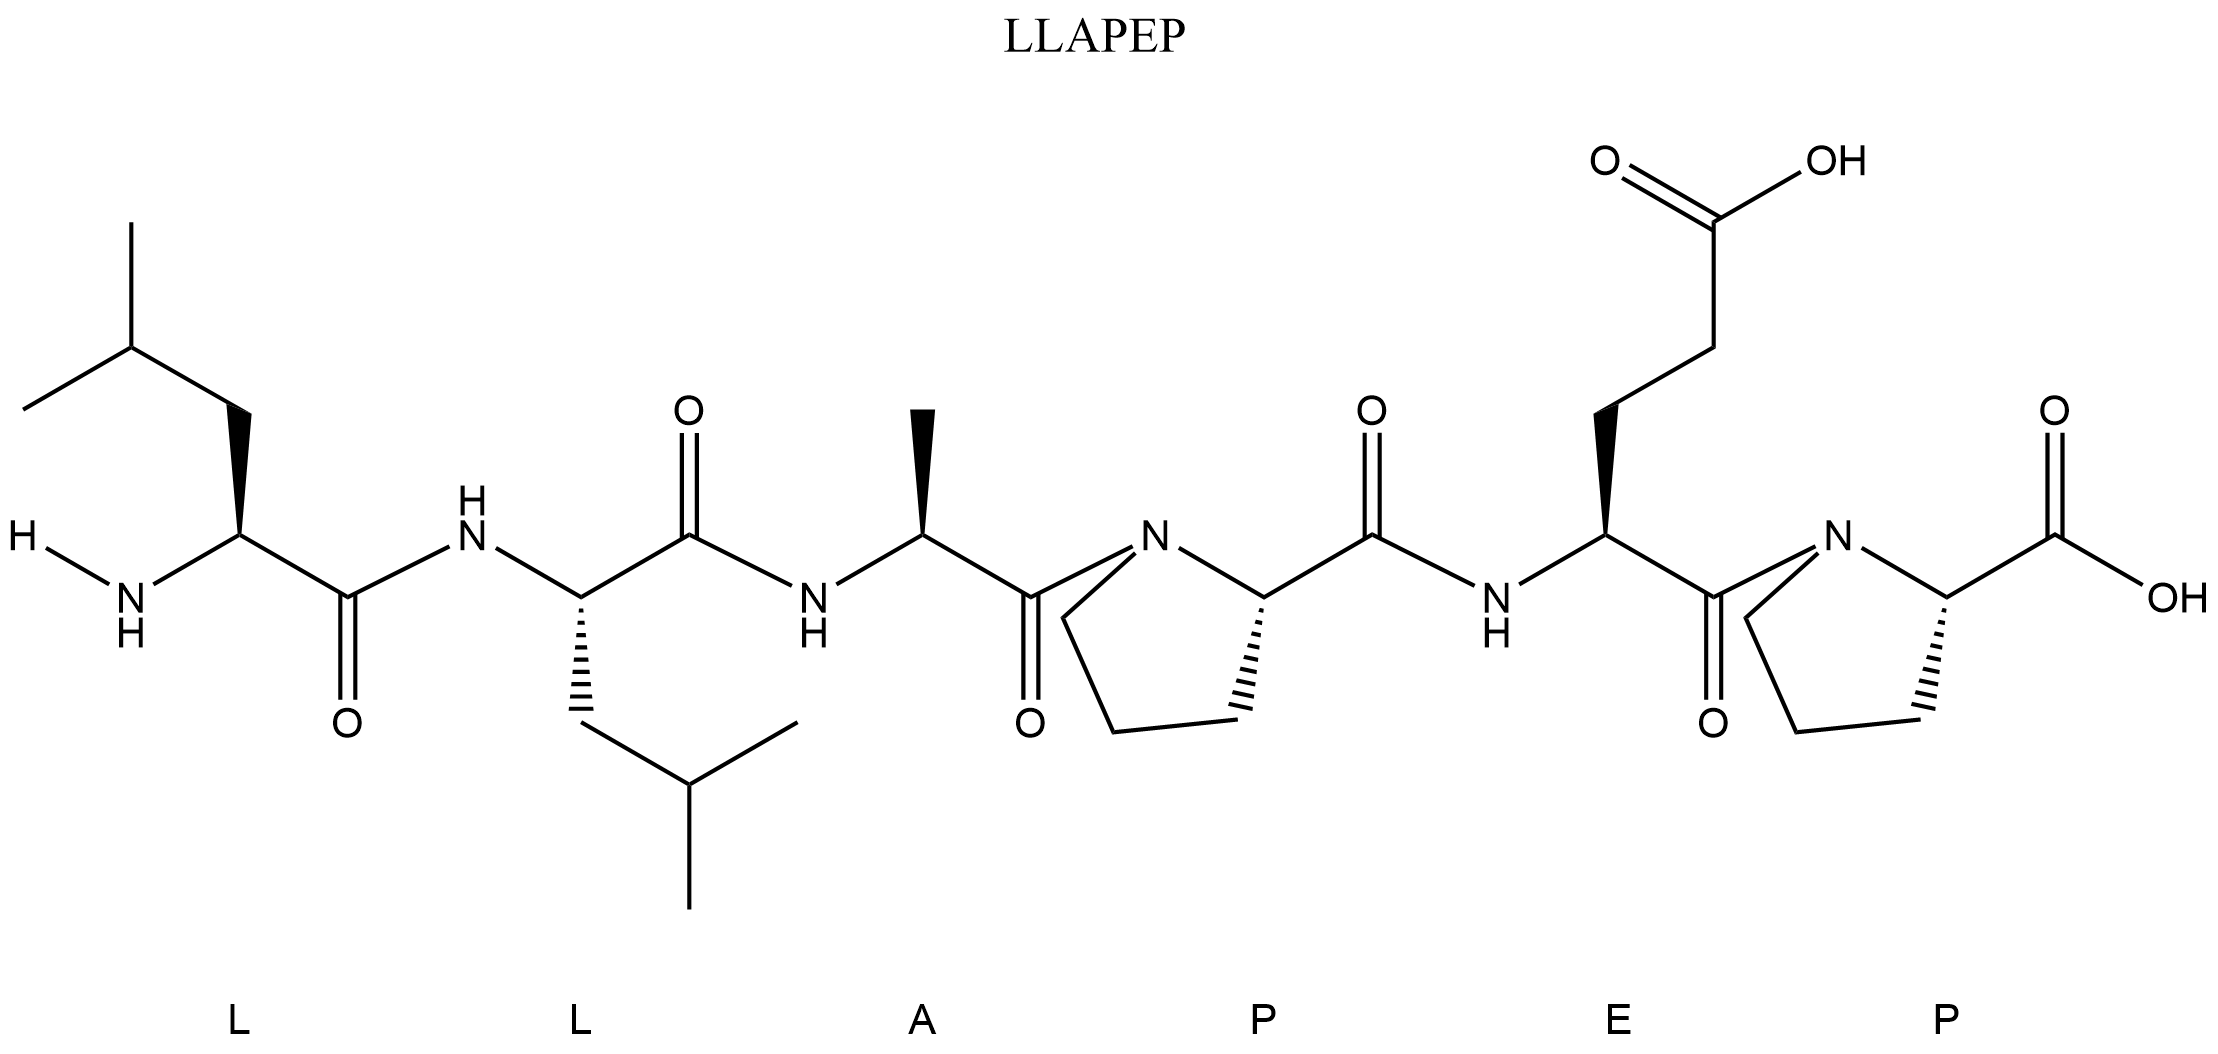 LLAPEP
O OH
O O O
H N H N N N O
N H N H N H OH
O O O
L L A P E P